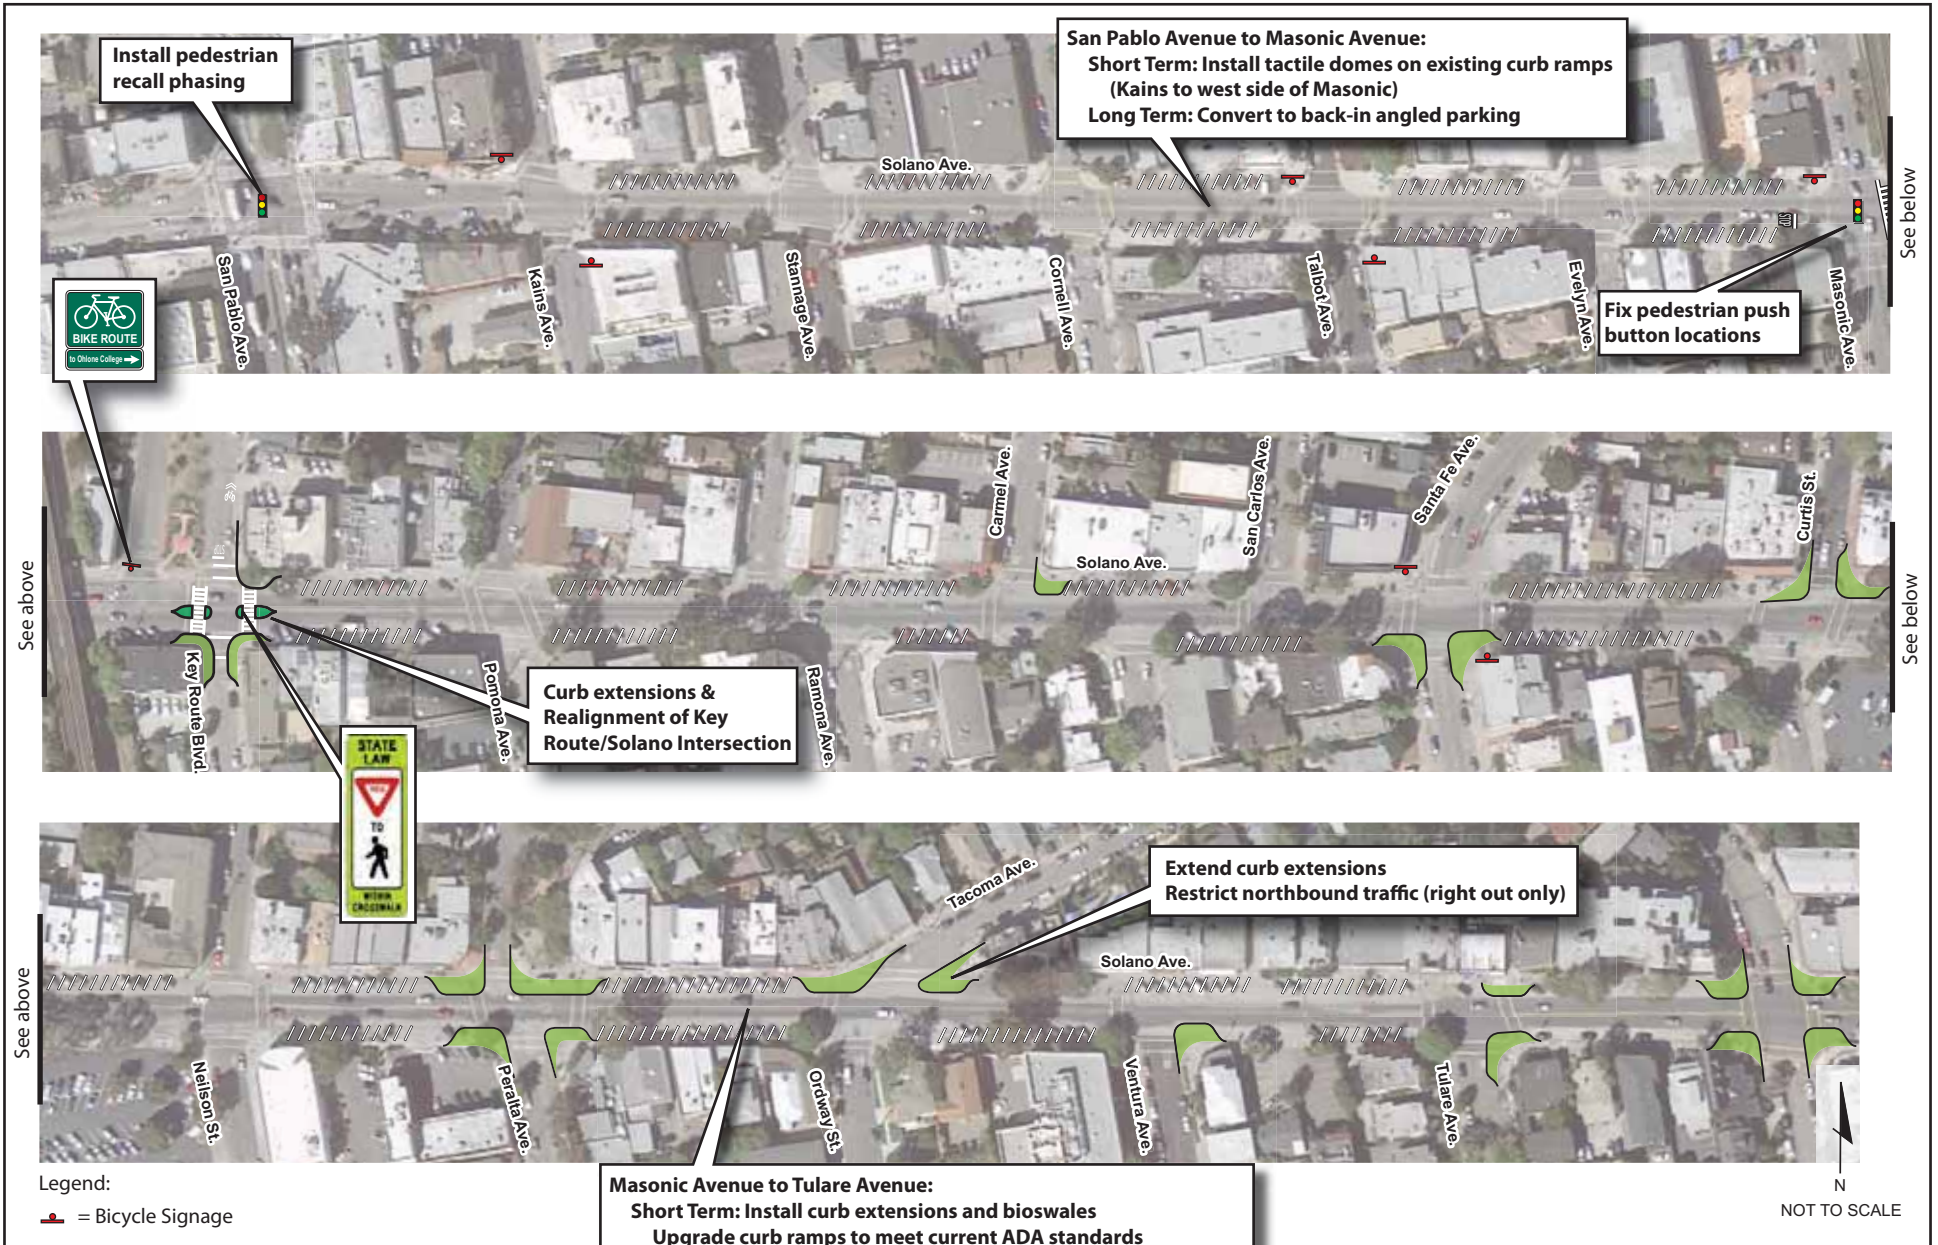 Install pedestrian
recall phasing
San Pablo Avenue to Masonic Avenue:
Short Term: Install tactile domes on existing curb ramps
(Kains to west side of Masonic)
Long Term: Convert to back-in angled parking
Solano Ave.
STOP
See below
San Pablo Ave.
Kains Ave.
Stannage Ave.
Cornell Ave.
Talbot Ave.
Evelyn Ave.
Masonic Ave.
Fix pedestrian push
button locations
BIKE ROUTE
to Ohlone College
See above
Carmel Ave.
San Carlos Ave.
Santa Fe Ave.
Curtis St.
Solano Ave.
See below
Key Route Blvd.
Pomona Ave.
Ramona Ave.
Curb extensions &
Realignment of Key
Route/Solano Intersection
STATE
LAW
YIELD
TO
WITHIN
CROSSWALK
See above
Tacoma Ave.
Extend curb extensions
Restrict northbound traffic (right out only)
Solano Ave.
Neilson St.
Peralta Ave.
Ordway St.
Ventura Ave.
Tulare Ave.
Masonic Avenue to Tulare Avenue:
Short Term: Install curb extensions and bioswales
Upgrade curb ramps to meet current ADA standards
Legend:
= Bicycle Signage
N
NOT TO SCALE